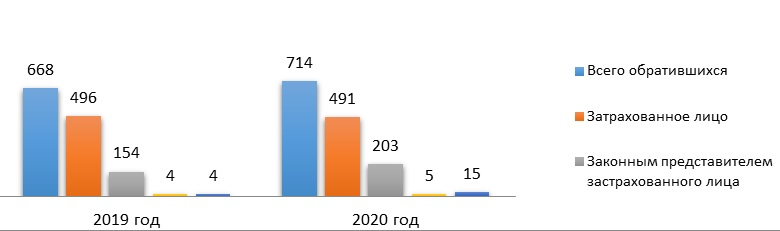 668
496
154
4
4
714
491
203
5
15
2019 год
2020 год
Всего обратившихся
Затрахованное лицо
Законным представителем
застрахованного лица